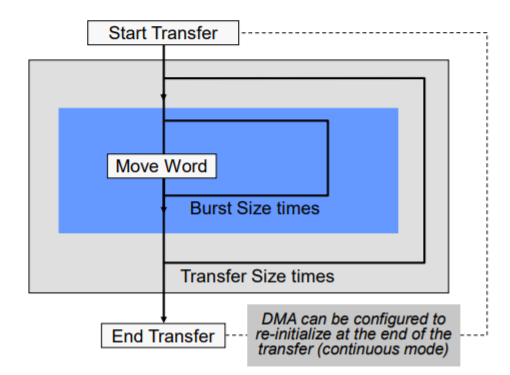 Start Transfer
Move Word
Burst Size times
Transfer Size times
End Transfer
DMA can be configured to
re-initialize at the end of the
transfer (continuous mode)